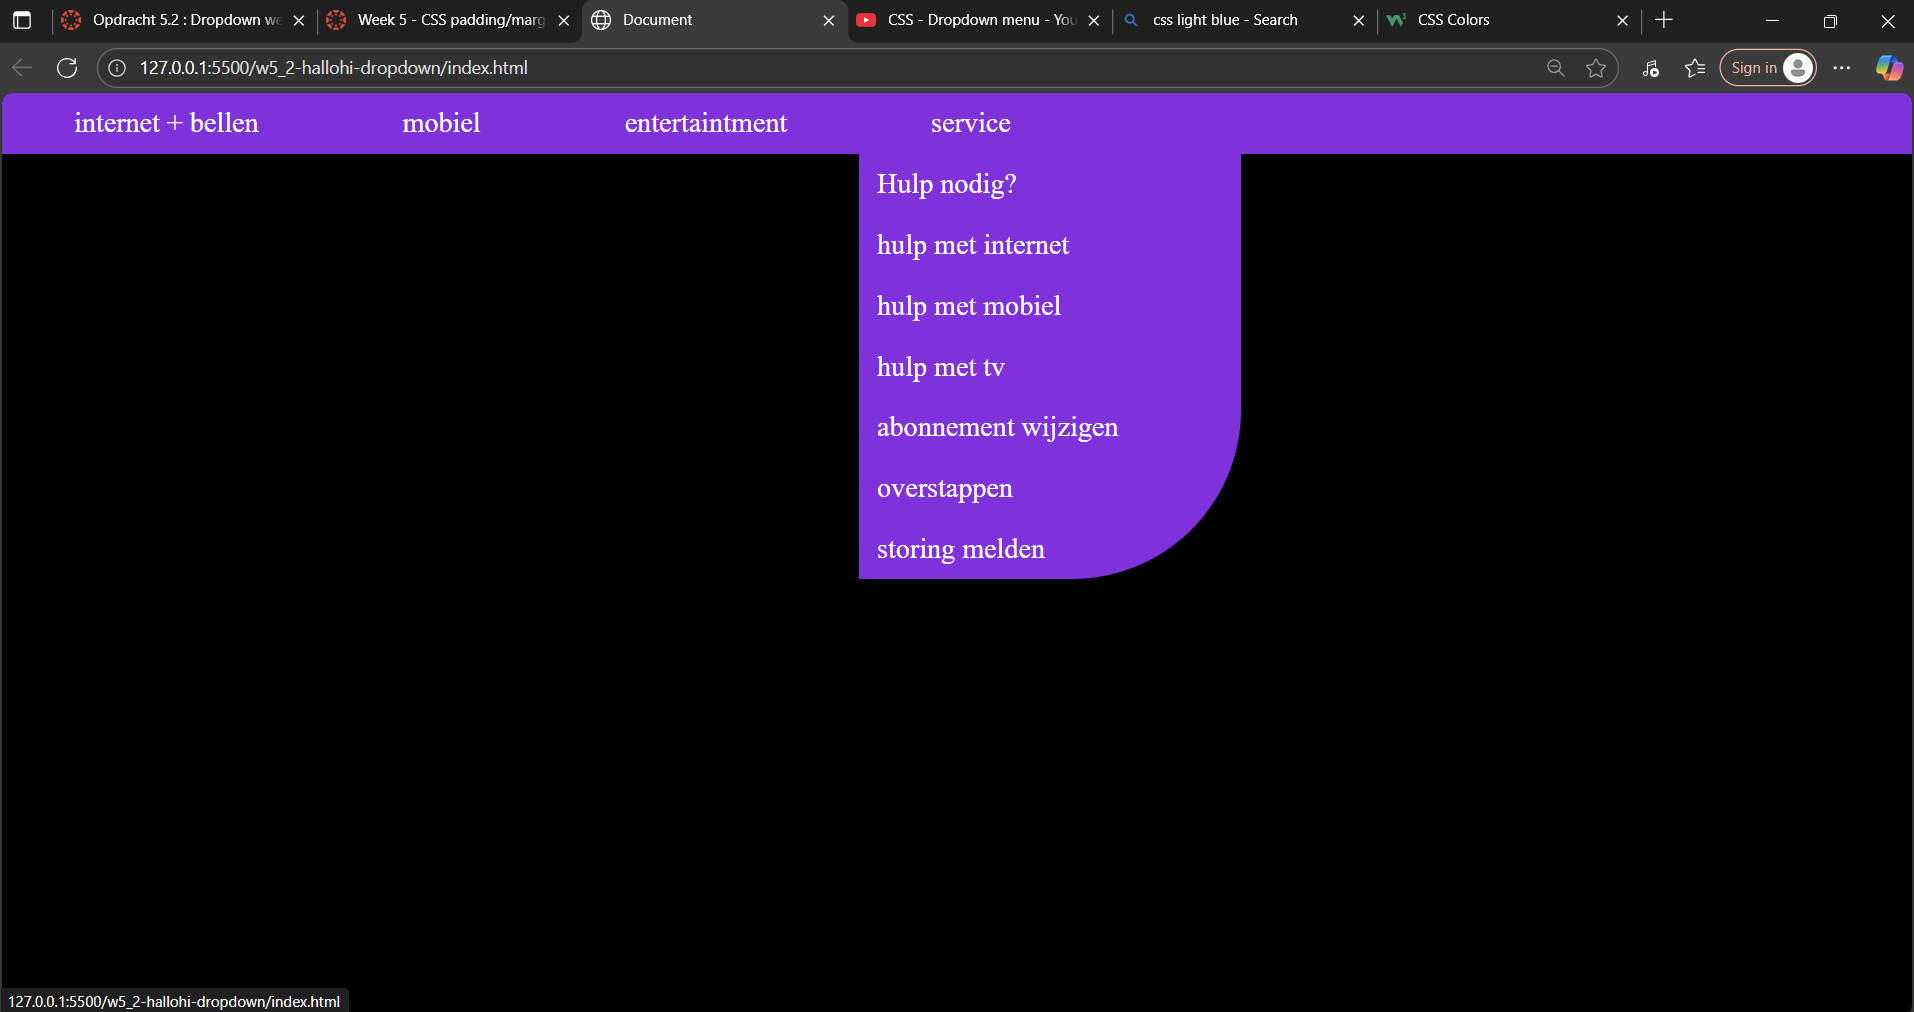 Opdracht 5.2 : Dropdown we
Week 5 - CSS padding/marg
Document
CSS - Dropdown menu - You
css light blue - Search
CSS Colors
127.0.0.1:5500/w5_2-hallohi-dropdown/index.html
Sign in
internet + bellen
mobiel
entertaintment
service
Hulp nodig?
hulp met internet
hulp met mobiel
hulp met tv
abonnement wijzigen
overstappen
storing melden
127.0.0.1:5500/w5_2-hallohi-dropdown/index.html